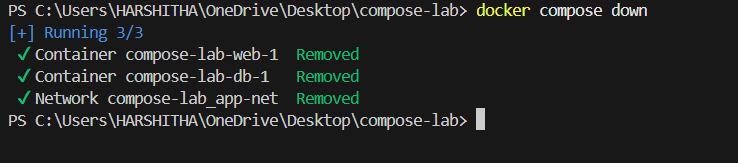 PS C:\Users\HARSHITHA\OneDrive\Desktop\compose-lab> docker compose down
[+] Running 3/3
✔ Container compose-lab-web-1 Removed
✔ Container compose-lab-db-1 Removed
✔ Network compose-lab_app-net Removed
PS C:\Users\HARSHITHA\OneDrive\Desktop\compose-lab>